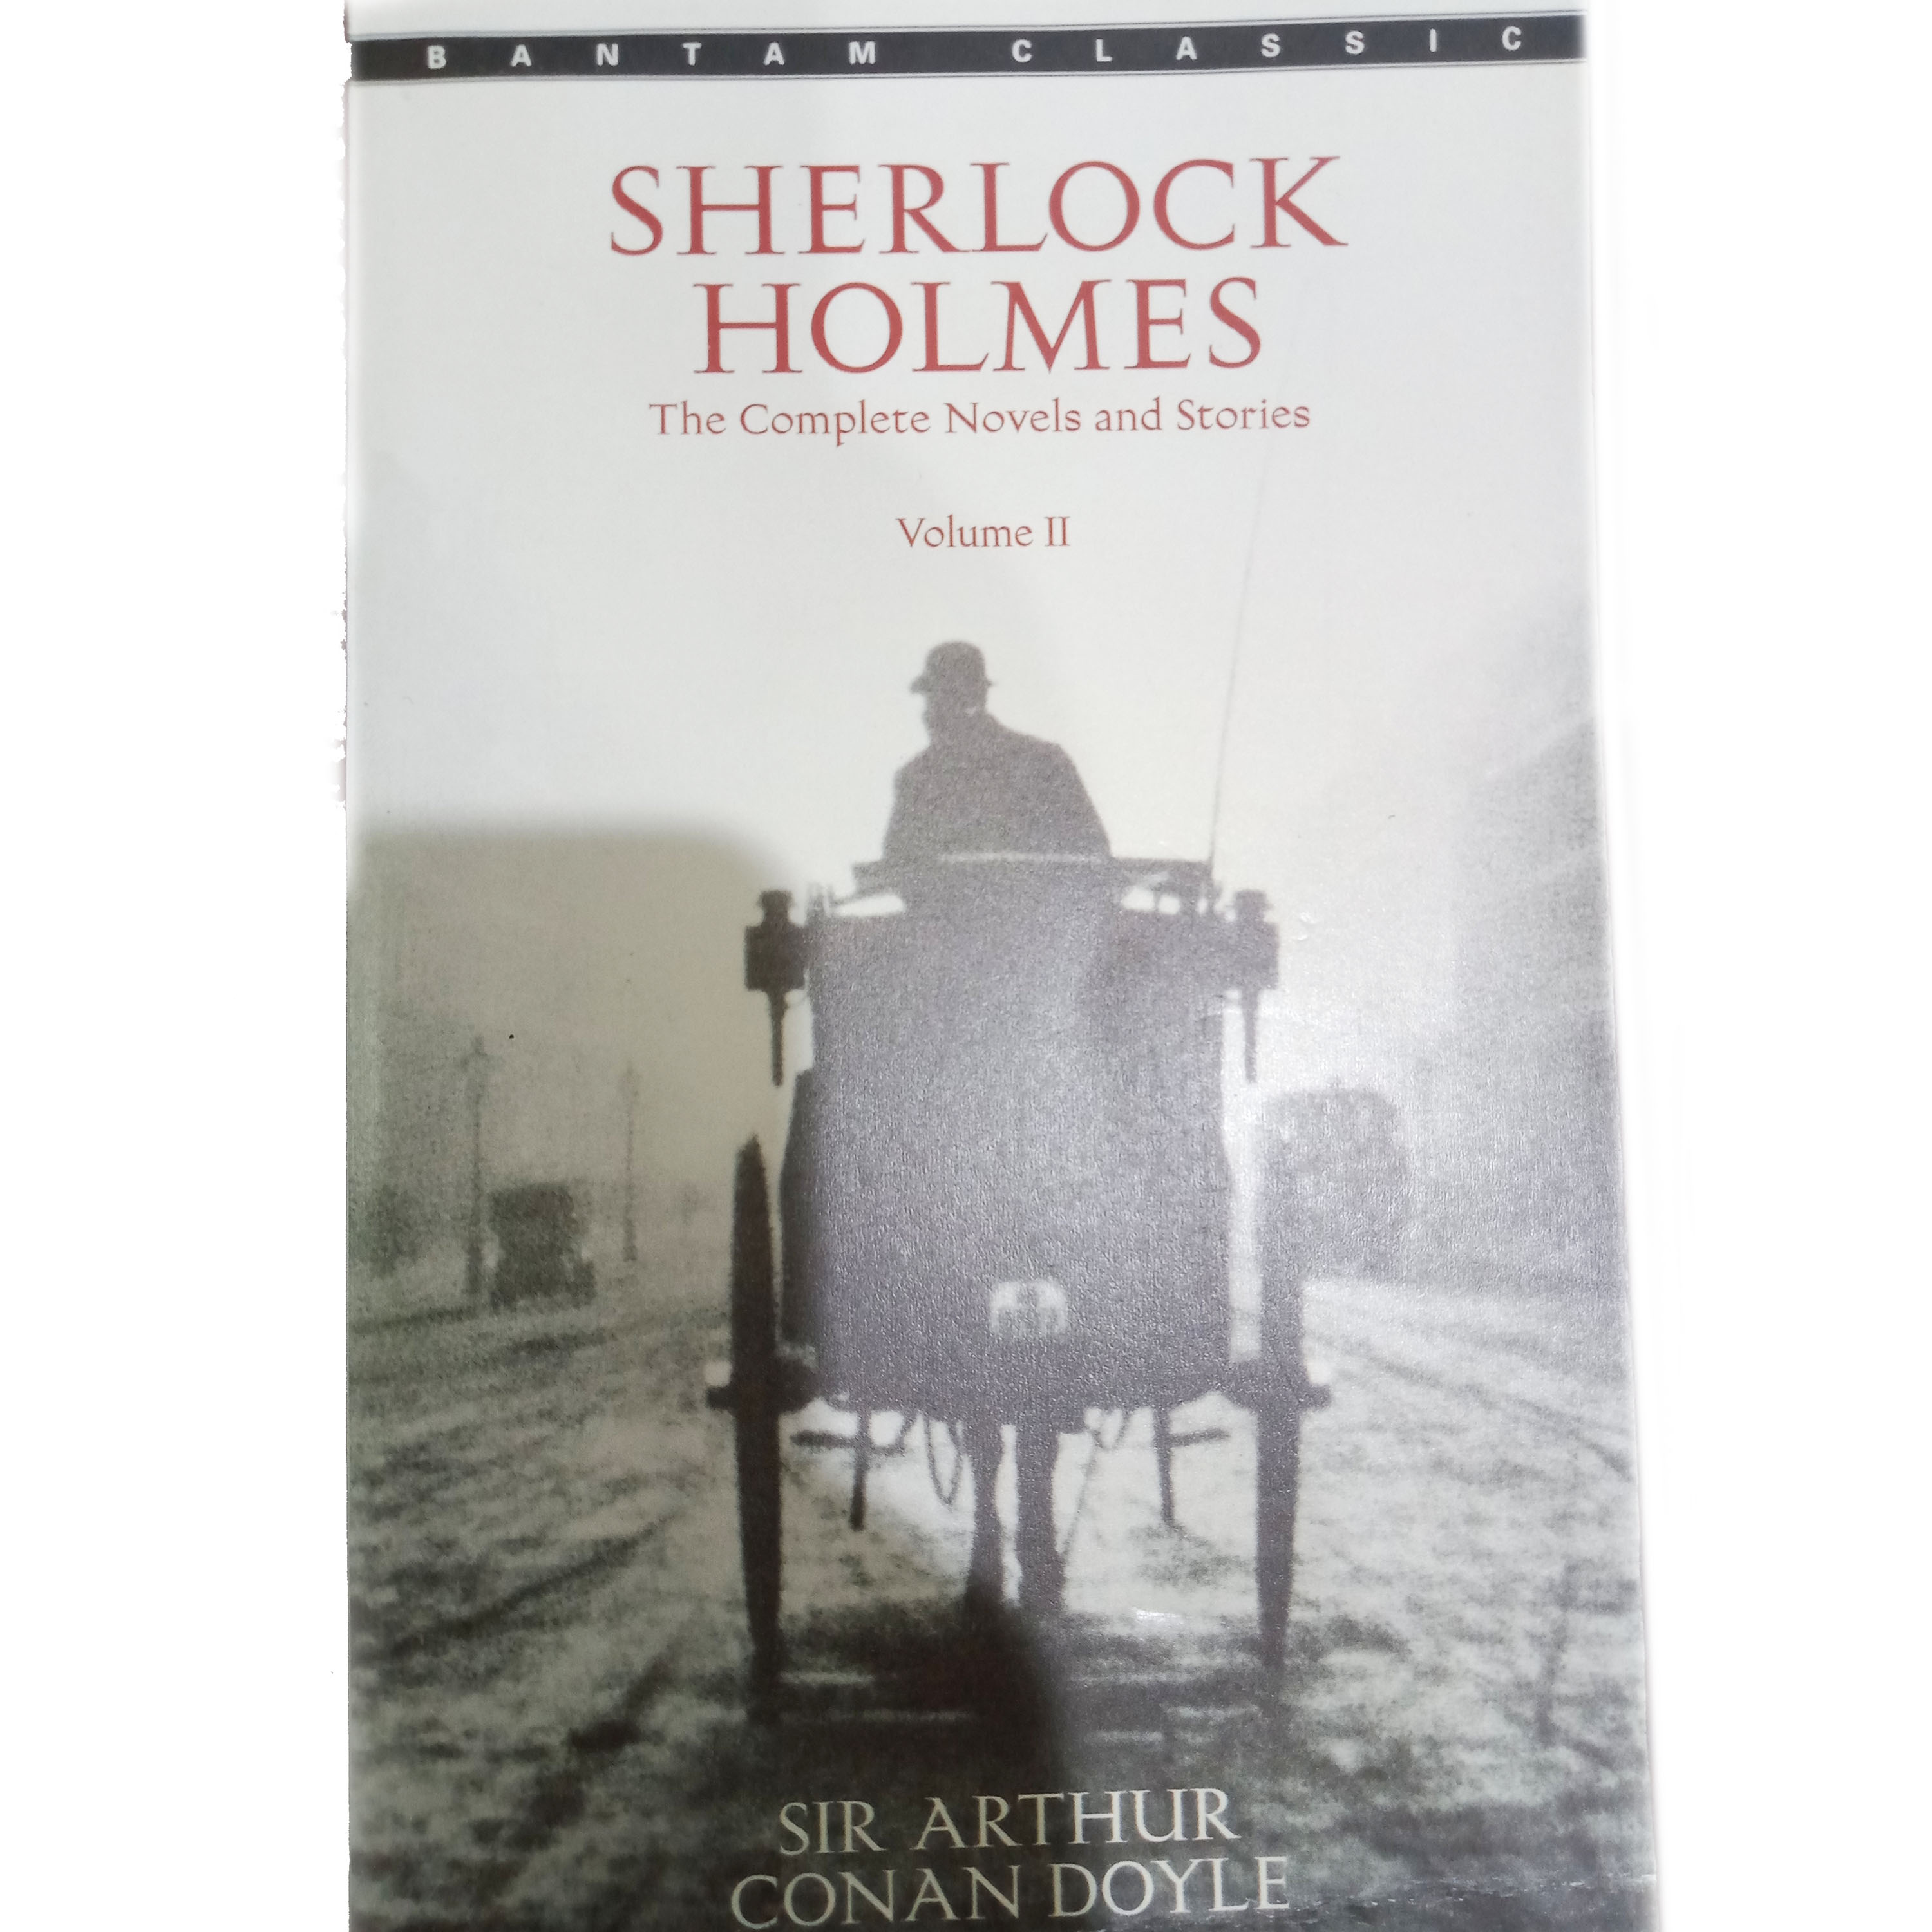 BANTAM CLASSIC
SHERLOCK
HOLMES
The Complete Novels and Stories
Volume II
SIR ARTHUR
CONAN DOYLE